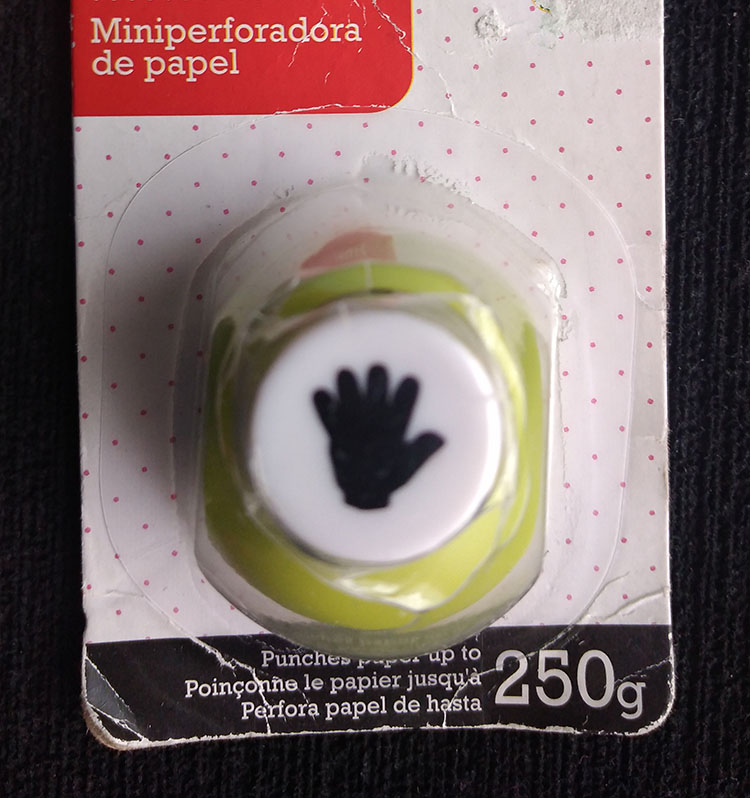 Miniperforadora
de papel
Punches paper up to
Poinçonne le papier jusqu'à
Perfora papel de hasta
250g